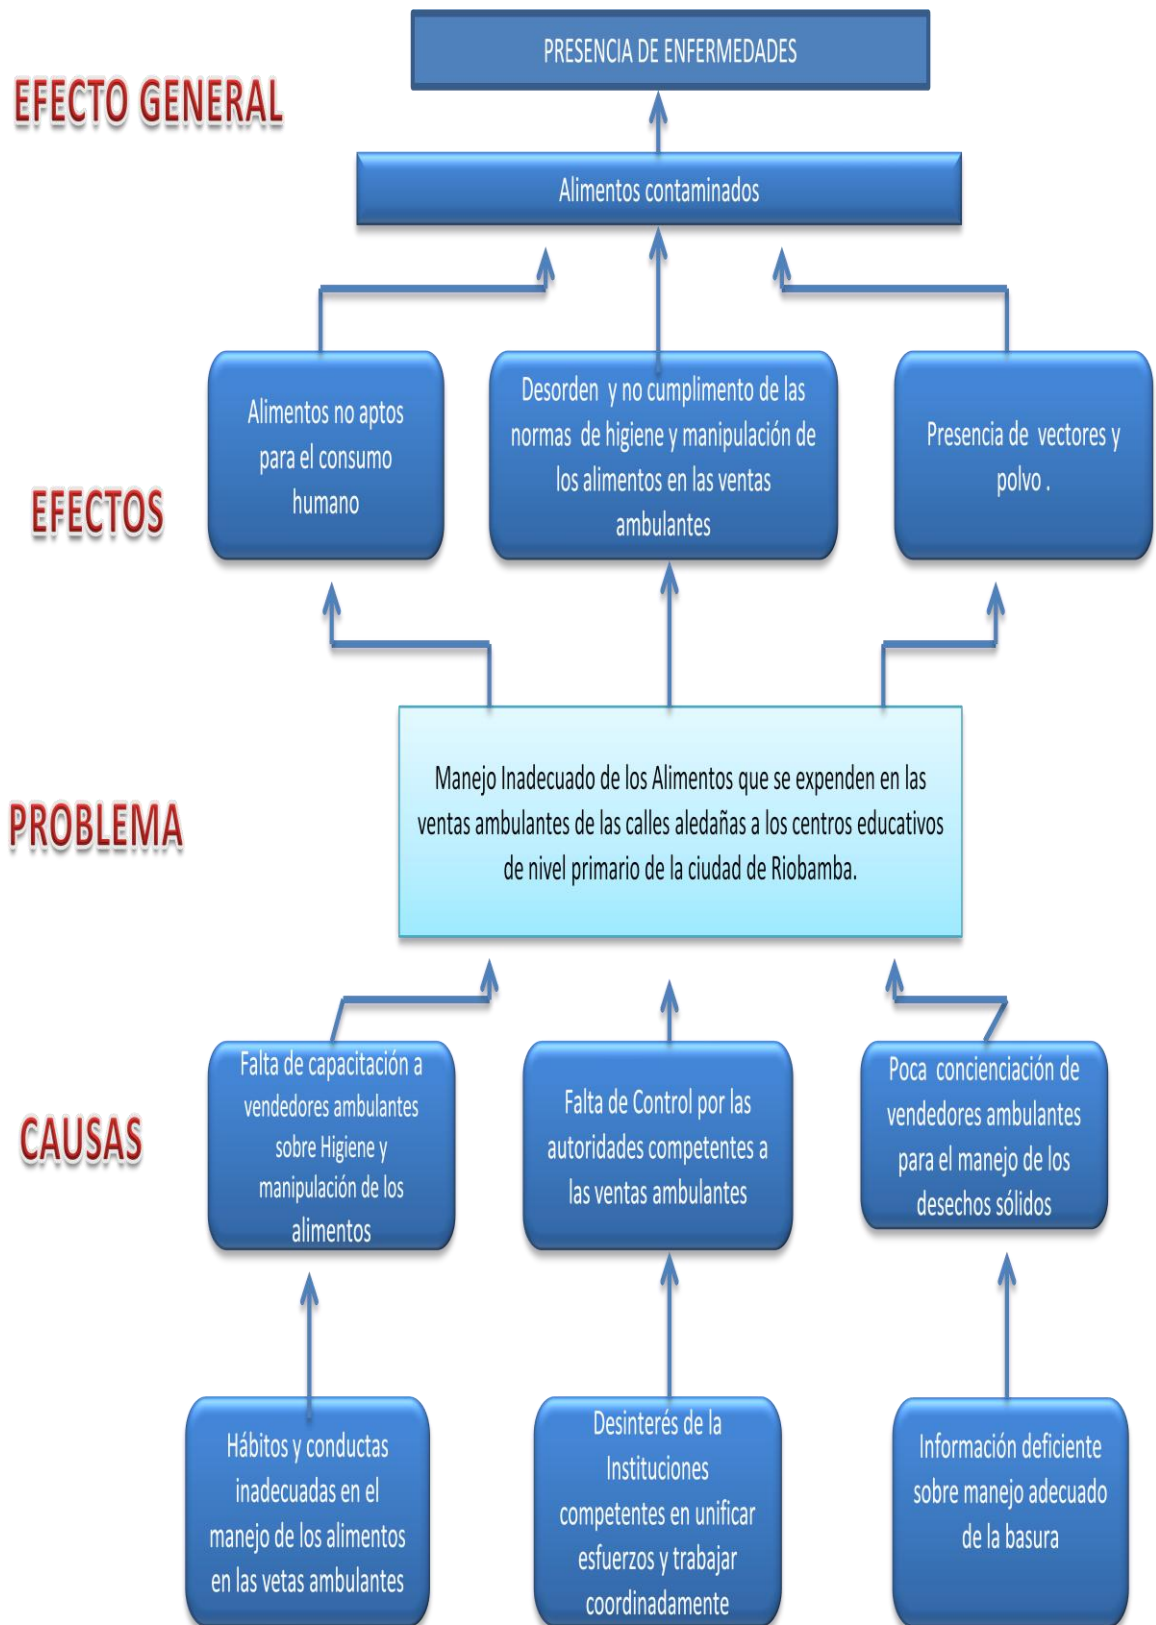 PRESENCIA DE ENFERMEDADES
EFECTO GENERAL
Alimentos contaminados
Alimentos no aptos
para el consumo
humano
Desorden y no cumplimento de las
normas de higiene y manipulación de
los alimentos en las ventas
ambulantes
Presencia de vectores y
polvo .
EFECTOS
Manejo Inadecuado de los Alimentos que se expenden en las
ventas ambulantes de las calles aledañas a los centros educativos
de nivel primario de la ciudad de Riobamba.
PROBLEMA
Falta de capacitación a
vendedores ambulantes
sobre Higiene y
manipulación de los
alimentos
Falta de Control por las
autoridades competentes a
las ventas ambulantes
Poca concienciación de
vendedores ambulantes
para el manejo de los
desechos sólidos
CAUSAS
Hábitos y conductas
inadecuadas en el
manejo de los alimentos
en las vetas ambulantes
Desinterés de la
Instituciones
competentes en unificar
esfuerzos y trabajar
coordinadamente
Información deficiente
sobre manejo adecuado
de la basura